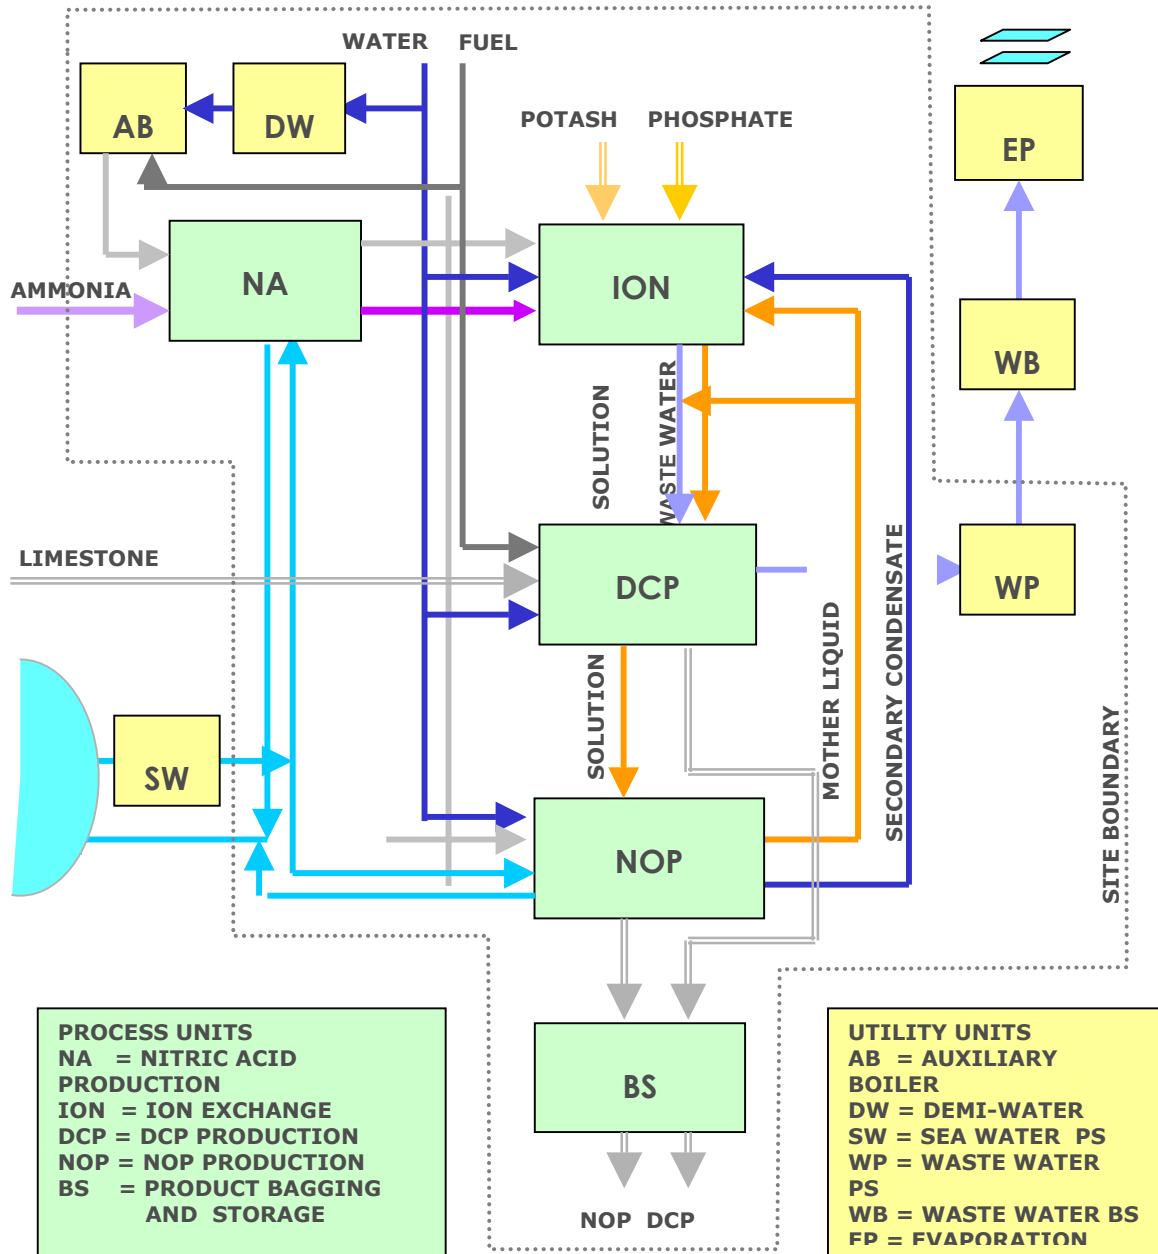 WATER
FUEL
AB
DW
POTASH
PHOSPHATE
EP
NA
ION
AMMONIA
WB
SOLUTION
WASTE WATER
LIMESTONE
DCP
WP
SOLUTION
MOTHER LIQUID
SECONDARY CONDENSATE
SITE BOUNDARY
SW
NOP
BS
NOP DCP
PROCESS UNITS
NA = NITRIC ACID
PRODUCTION
ION = ION EXCHANGE
DCP = DCP PRODUCTION
NOP = NOP PRODUCTION
BS = PRODUCT BAGGING
AND STORAGE
UTILITY UNITS
AB = AUXILIARY
BOILER
DW = DEMI-WATER
SW = SEA WATER PS
WP = WASTE WATER
PS
WB = WASTE WATER BS
EP = EVAPORATION